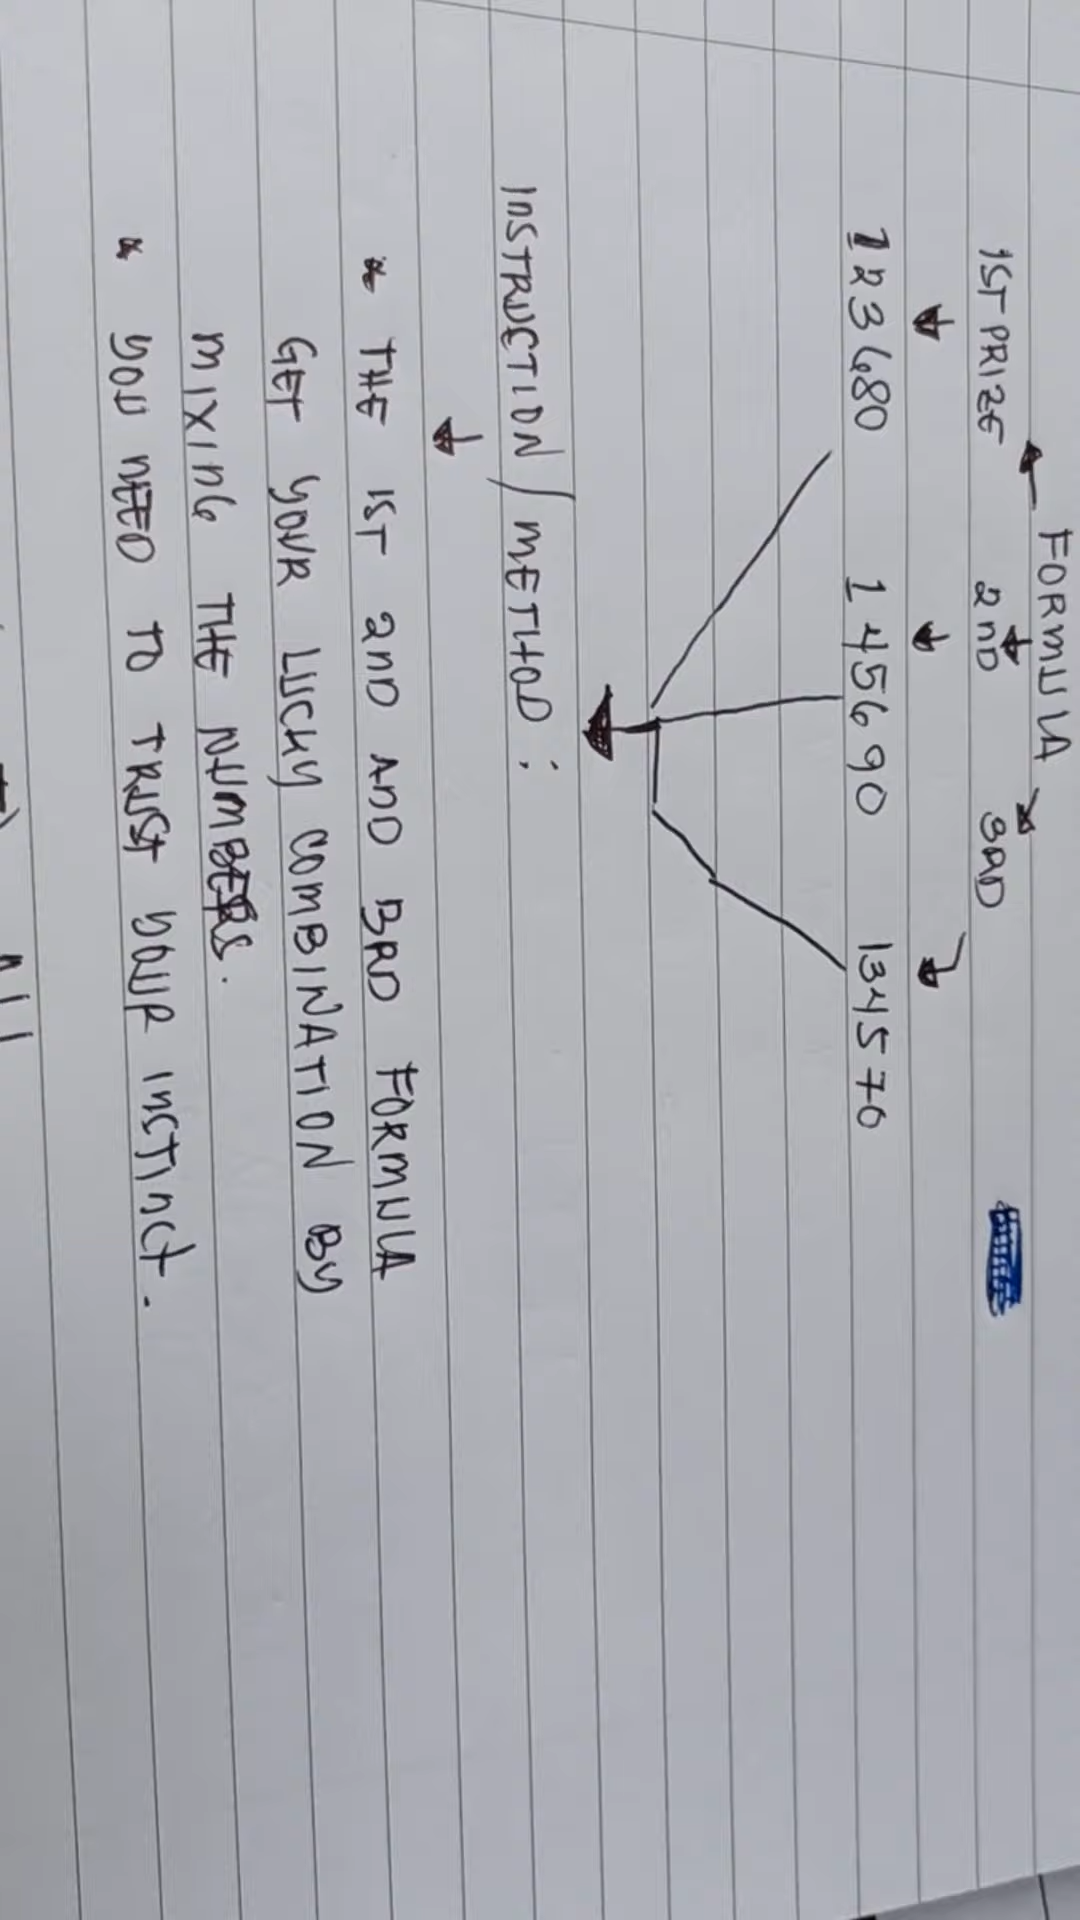 FORMULA
1ST PRIZE 2ND 3RD
123680 145690 134570
INSTRUCTION / METHOD :
* THE 1ST 2ND AND 3RD FORMULA
GET YOUR LUCKY COMBINATION BY
MIXING THE NUMBERS.
* YOU NEED TO TRUST YOUR INSTINCT.